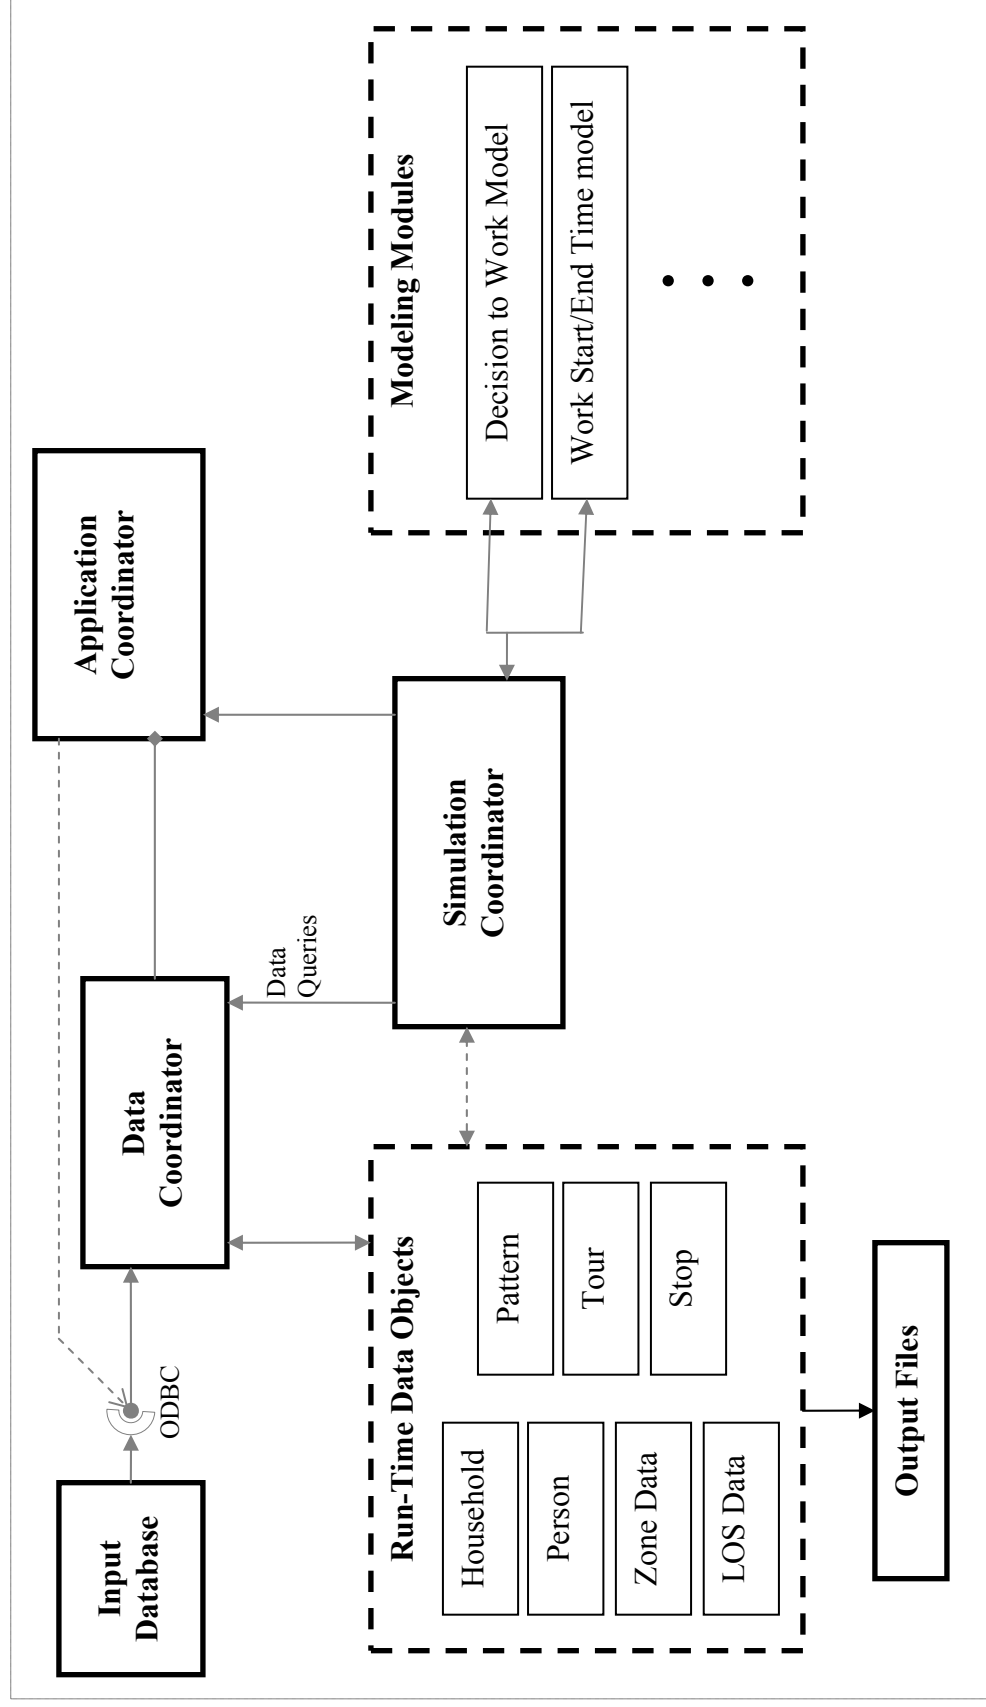 Input
Database
ODBC
Data
Coordinator
Application
Coordinator
Data
Queries
Simulation
Coordinator
Run-Time Data Objects
Household
Person
Zone Data
LOS Data
Pattern
Tour
Stop
Modeling Modules
Decision to Work Model
Work Start/End Time model
Output Files